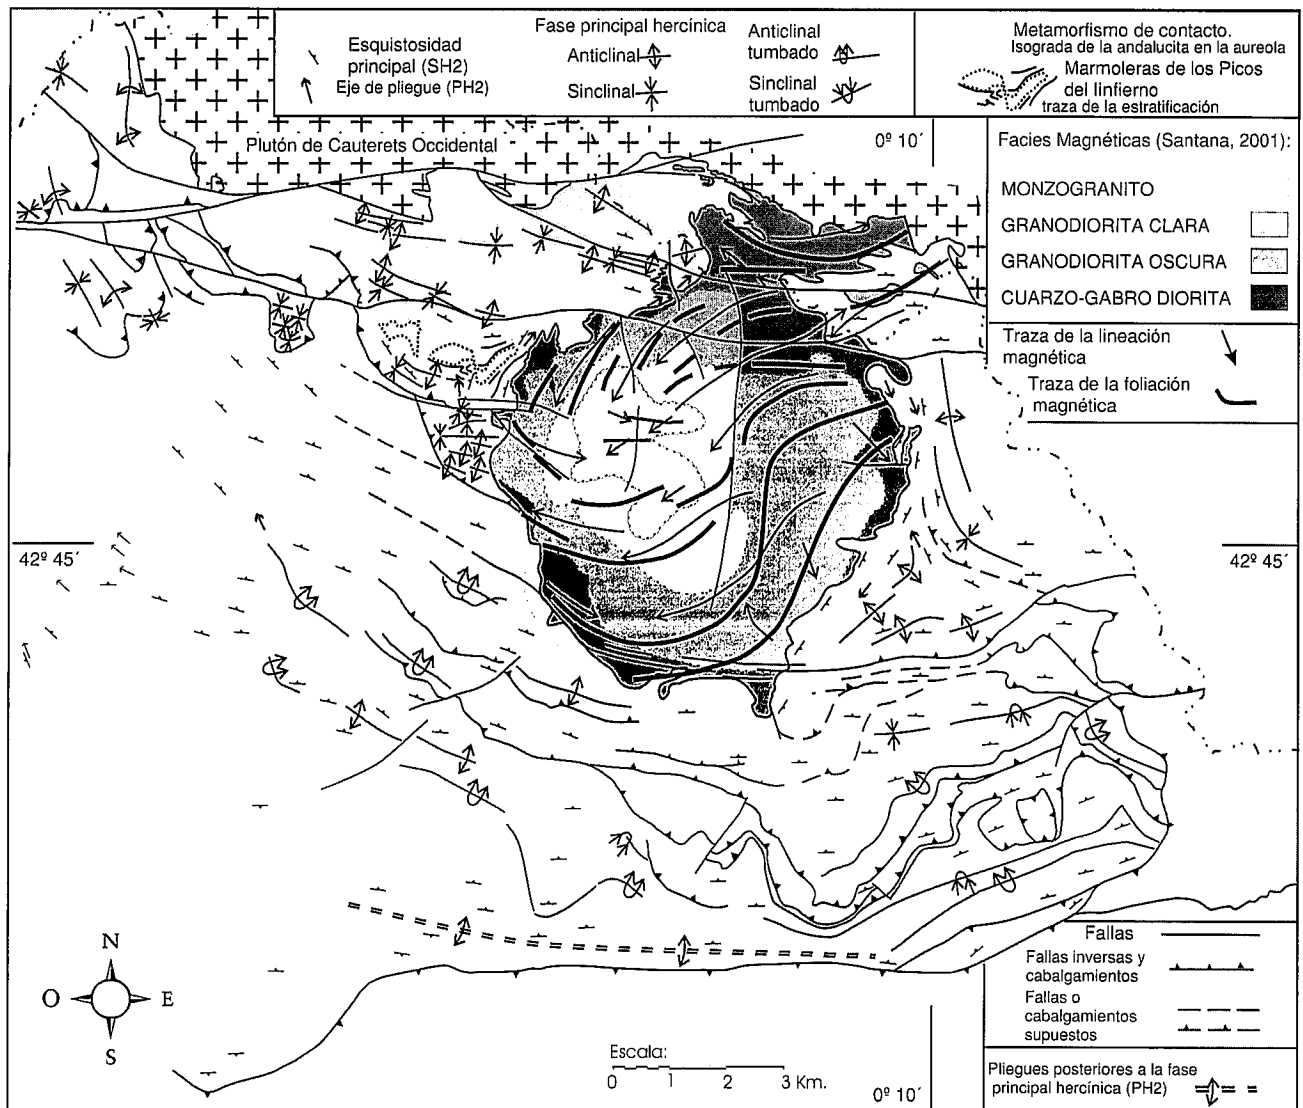 Esquistosidad
principal (SH2)
Eje de pliegue (PH2)
Fase principal hercínica
Anticlinal
Sinclinal
Anticlinal
tumbado
Sinclinal
tumbado
Metamorfismo de contacto.
Isograda de la andalucita en la aureola
Marmoleras de los Picos
del Iinfierno
traza de la estratificación
Plutón de Cauterets Occidental
0º 10´
Facies Magnéticas (Santana, 2001):
MONZOGRANITO
GRANODIORITA CLARA
GRANODIORITA OSCURA
CUARZO-GABRO DIORITA
Traza de la lineación
magnética
Traza de la foliación
magnética
42º 45´
42º 45´
N
O
E
S
Escala:
0 1 2 3 Km.
0º 10´
Fallas
Fallas inversas y
cabalgamientos
Fallas o
cabalgamientos
supuestos
Pliegues posteriores a la fase
principal hercínica (PH2)